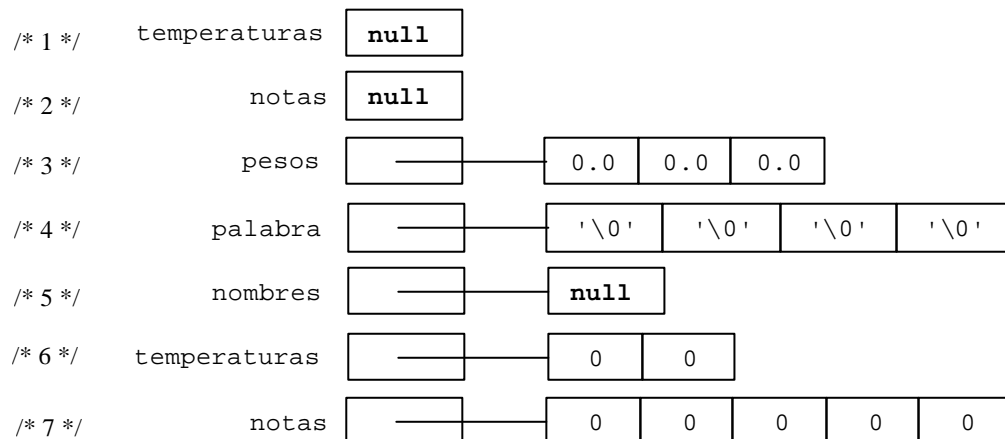 /* 1 */ temperaturas null
/* 2 */ notas null
/* 3 */ pesos 0.0 0.0 0.0
/* 4 */ palabra '\0' '\0' '\0' '\0'
/* 5 */ nombres null
/* 6 */ temperaturas 0 0
/* 7 */ notas 0 0 0 0 0